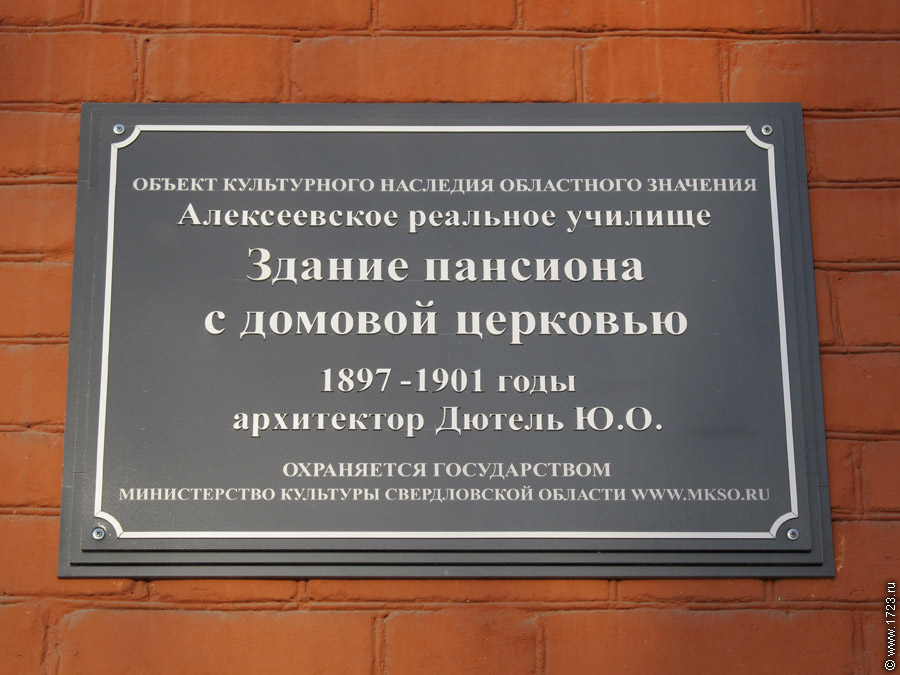 ОБЪЕКТ КУЛЬТУРНОГО НАСЛЕДИЯ ОБЛАСТНОГО ЗНАЧЕНИЯ
Алексеевское реальное училище
Здание пансиона
с домовой церковью
1897 -1901 годы
архитектор Дютель Ю.О.
ОХРАНЯЕТСЯ ГОСУДАРСТВОМ
МИНИСТЕРСТВО КУЛЬТУРЫ СВЕРДЛОВСКОЙ ОБЛАСТИ WWW.MKSO.RU
© www.1723.ru